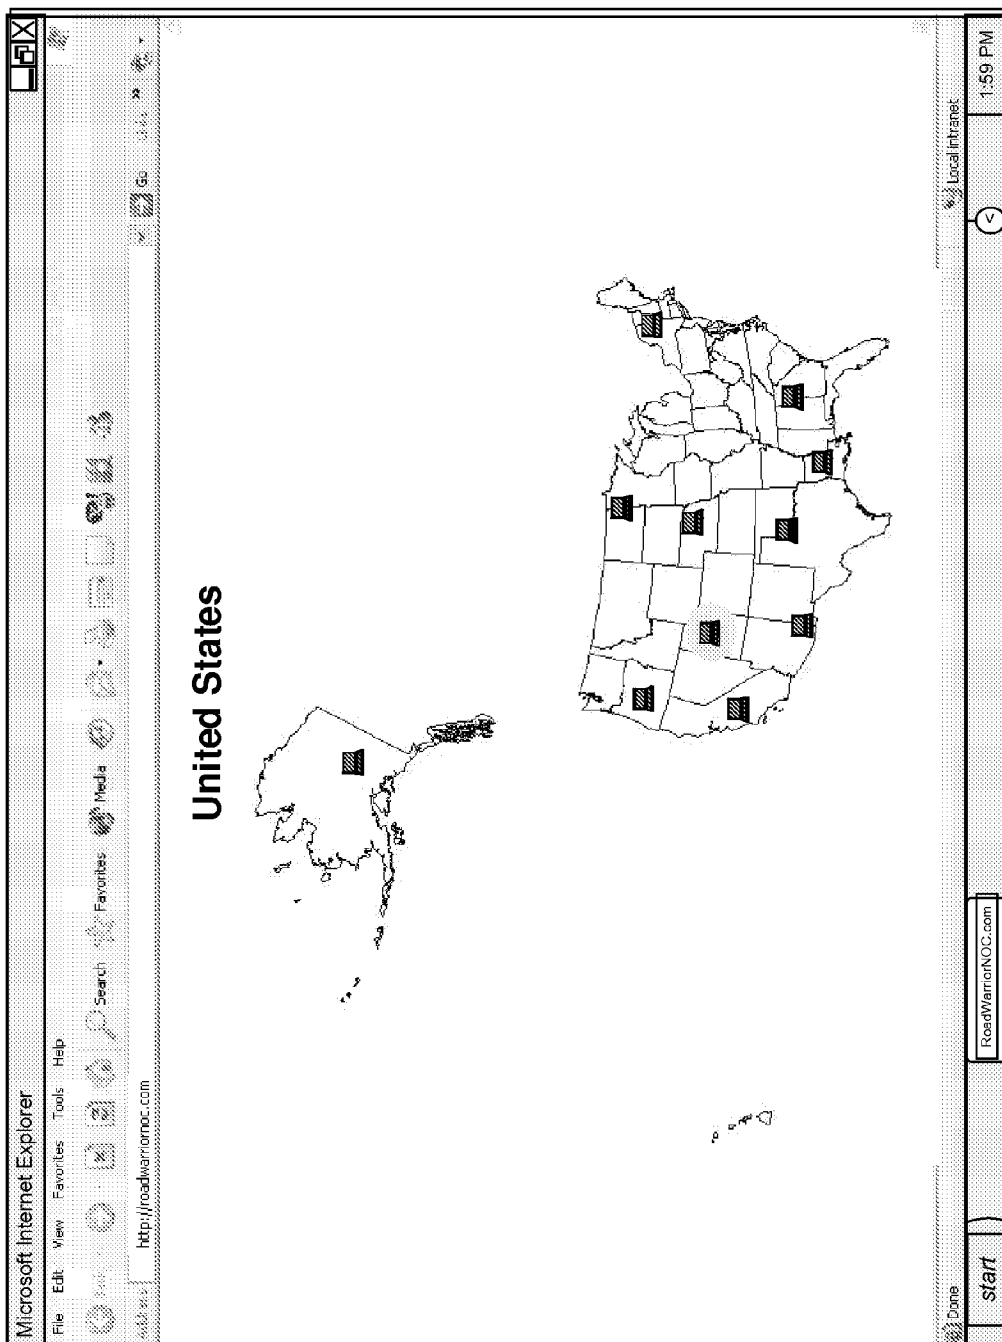 Microsoft Internet Explorer
File Edit View Favorites Tools Help
Search Favorites Media
http://roadwarriornoc.com Go
United States
Done Local intranet
start RoadWarriorNOC.com < 1:59 PM